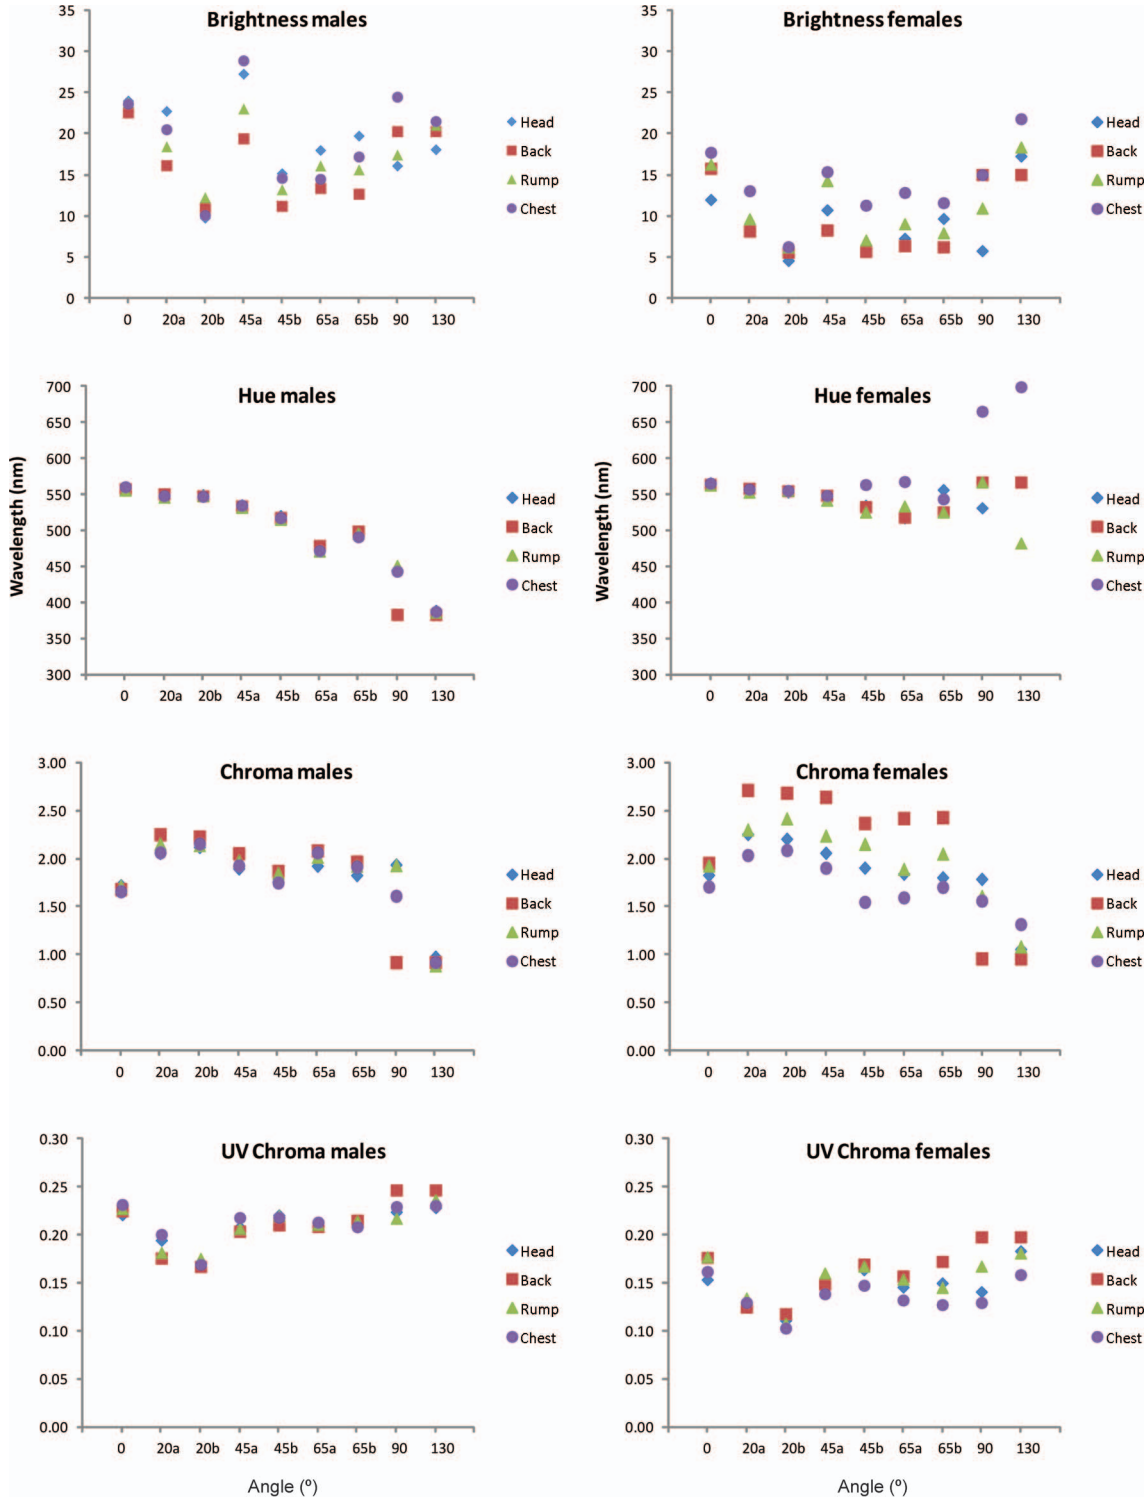 Brightness males
35
30
25
20
15
10
5
0
0 20a 20b 45a 45b 65a 65b 90 130
Head
Back
Rump
Chest
Brightness females
35
30
25
20
15
10
5
0
0 20a 20b 45a 45b 65a 65b 90 130
Head
Back
Rump
Chest
Hue males
Wavelength (nm)
700
650
600
550
500
450
400
350
300
0 20a 20b 45a 45b 65a 65b 90 130
Head
Back
Rump
Chest
Hue females
Wavelength (nm)
700
650
600
550
500
450
400
350
300
0 20a 20b 45a 45b 65a 65b 90 130
Head
Back
Rump
Chest
Chroma males
3.00
2.50
2.00
1.50
1.00
0.50
0.00
0 20a 20b 45a 45b 65a 65b 90 130
Head
Back
Rump
Chest
Chroma females
3.00
2.50
2.00
1.50
1.00
0.50
0.00
0 20a 20b 45a 45b 65a 65b 90 130
Head
Back
Rump
Chest
UV Chroma males
0.30
0.25
0.20
0.15
0.10
0.05
0.00
0 20a 20b 45a 45b 65a 65b 90 130
Angle (º)
Head
Back
Rump
Chest
UV Chroma females
0.30
0.25
0.20
0.15
0.10
0.05
0.00
0 20a 20b 45a 45b 65a 65b 90 130
Angle (º)
Head
Back
Rump
Chest